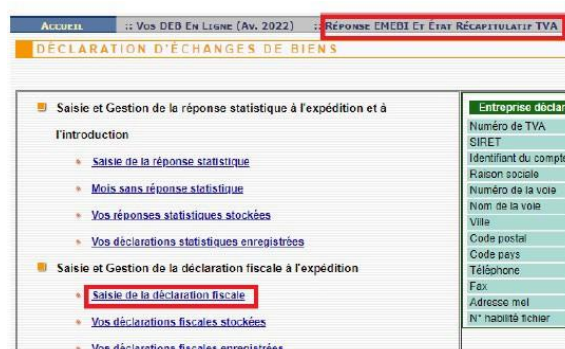 ACCUEIL :: VOS DEB EN LIGNE (AV. 2022) :: RÉPONSE EMEBI ET ÉTAT RÉCAPITULATIF TVA
DÉCLARATION D'ÉCHANGES DE BIENS
Saisie et Gestion de la réponse statistique à l'expédition et à
l'introduction
Saisie de la réponse statistique
Mois sans réponse statistique
Vos réponses statistiques stockées
Vos déclarations statistiques enregistrées
Saisie et Gestion de la déclaration fiscale à l'expédition
Saisie de la déclaration fiscale
Vos déclarations fiscales stockées
Vos déclarations fiscales enregistrées
Entreprise déclar
Numéro de TVA
SIRET
Identifiant du compte
Raison sociale
Numéro de la voie
Nom de la voie
Ville
Code postal
Code pays
Téléphone
Fax
Adresse mel
N° habilité fichier